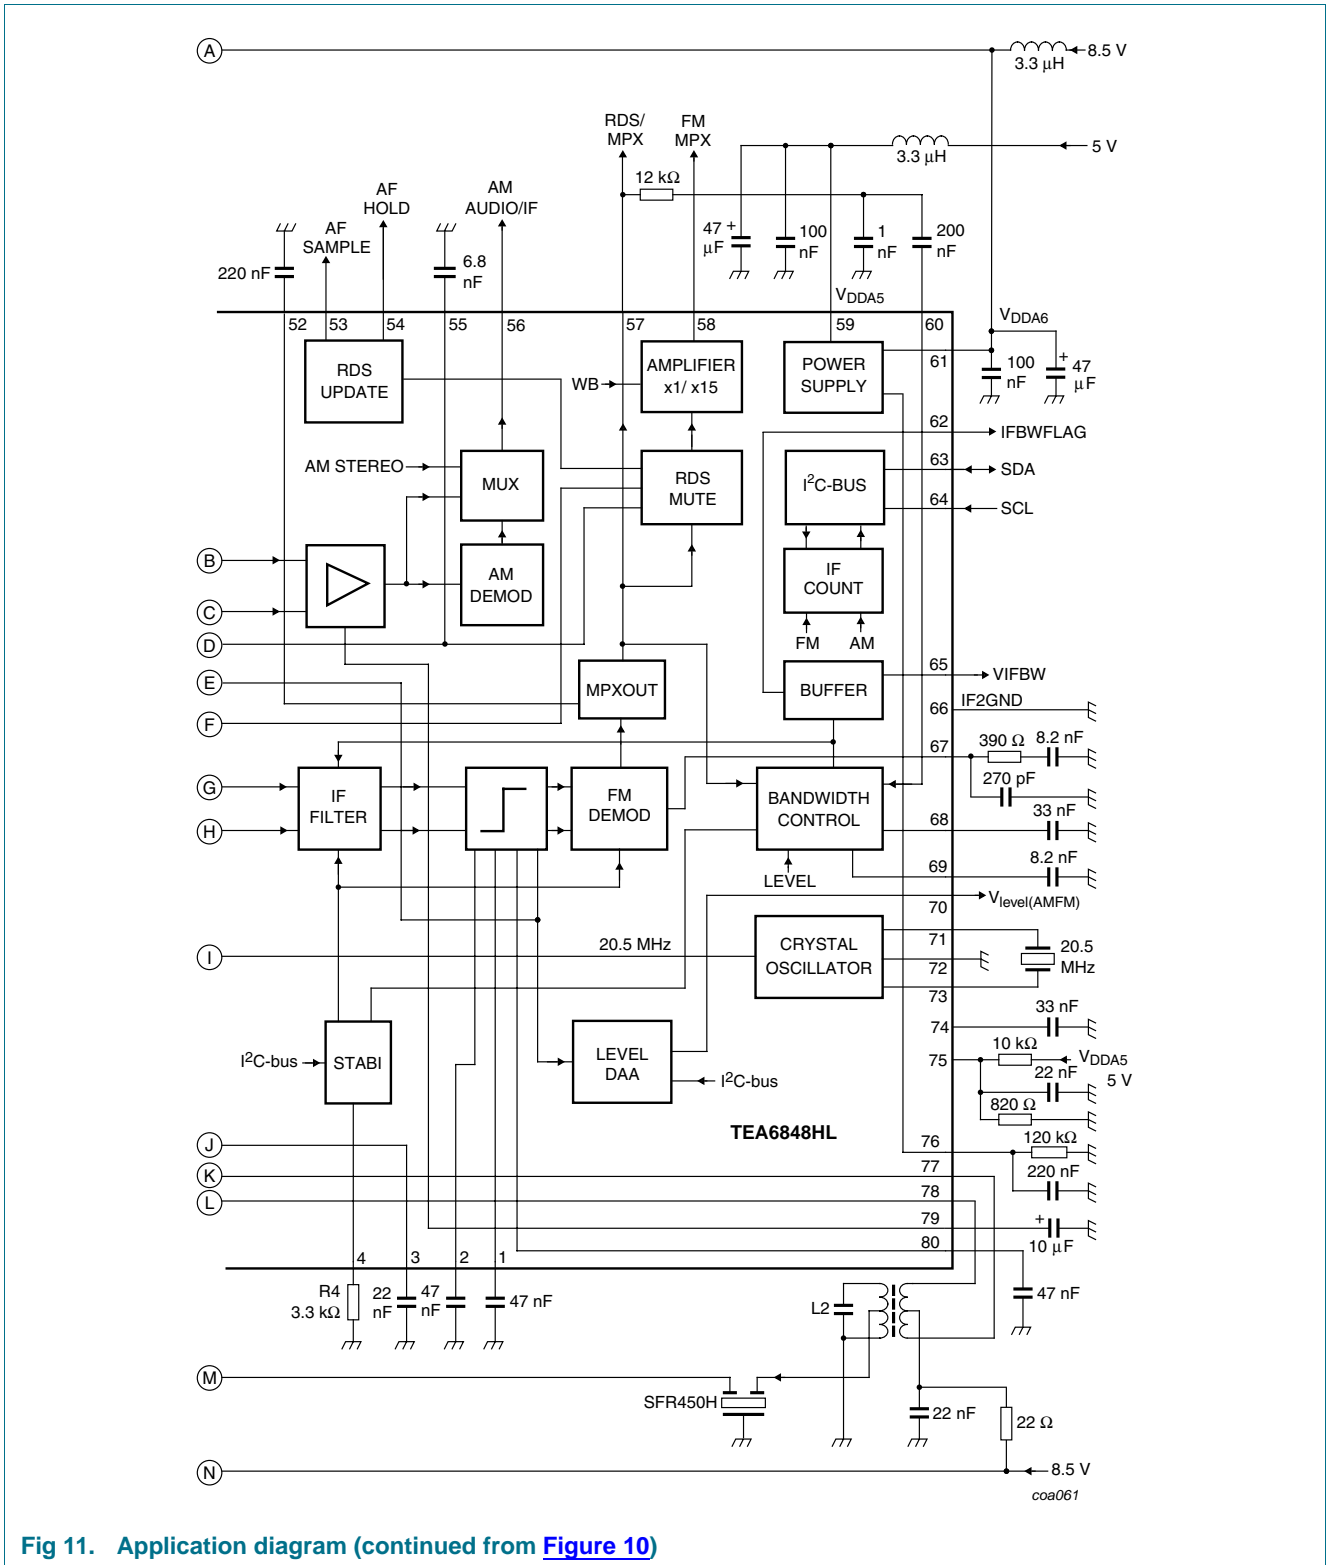 A
8.5 V
3.3 μH
RDS/
MPX
FM
MPX
5 V
3.3 μH
12 kΩ
AF
HOLD
AM
AUDIO/IF
AF
SAMPLE
47
μF
+
100
nF
1
nF
200
nF
220 nF
6.8
nF
VDDA5
52
53
54
55
56
57
58
59
60
VDDA6
RDS
UPDATE
WB
AMPLIFIER
x1/ x15
POWER
SUPPLY
61
100
nF
+
47
μF
62
IFBWFLAG
AM STEREO
MUX
RDS
MUTE
I2C-BUS
63
SDA
64
SCL
B
C
AM
DEMOD
IF
COUNT
FM
AM
D
E
F
MPXOUT
BUFFER
65
VIFBW
66
IF2GND
67
390 Ω
8.2 nF
270 pF
G
H
IF
FILTER
FM
DEMOD
BANDWIDTH
CONTROL
33 nF
68
8.2 nF
69
LEVEL
Vlevel(AMFM)
70
I
20.5 MHz
CRYSTAL
OSCILLATOR
71
72
73
20.5
MHz
33 nF
74
I2C-bus
STABI
LEVEL
DAA
I2C-bus
10 kΩ
75
VDDA5
5 V
22 nF
820 Ω
TEA6848HL
J
K
L
76
120 kΩ
77
220 nF
78
79
+
10 μF
80
4
3
2
1
R4
3.3 kΩ
22
nF
47
nF
47 nF
L2
47 nF
M
SFR450H
22 nF
22 Ω
N
8.5 V
coa061
Fig 11. Application diagram (continued from Figure 10)